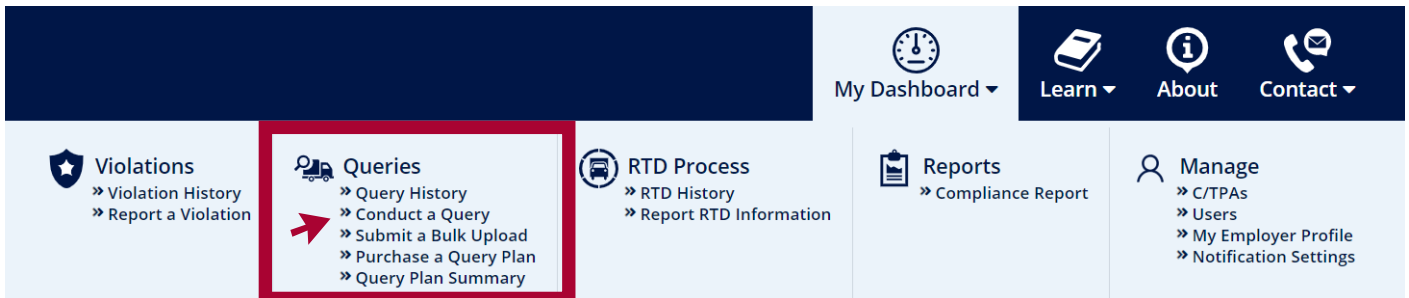 My Dashboard
Learn
About
Contact
Violations
» Violation History
» Report a Violation
Queries
» Query History
» Conduct a Query
» Submit a Bulk Upload
» Purchase a Query Plan
» Query Plan Summary
RTD Process
» RTD History
» Report RTD Information
Reports
» Compliance Report
Manage
» C/TPAs
» Users
» My Employer Profile
» Notification Settings